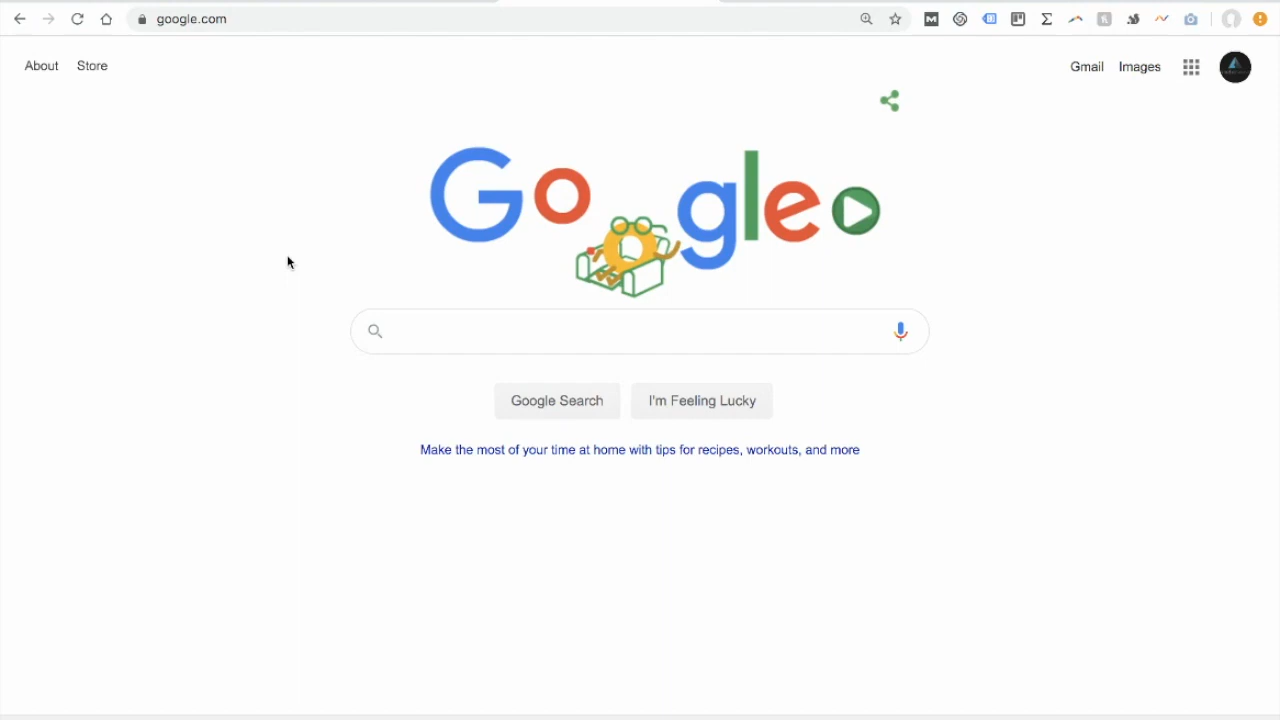 google.com
About Store
Gmail Images
Google
Google Search
I'm Feeling Lucky
Make the most of your time at home with tips for recipes, workouts, and more